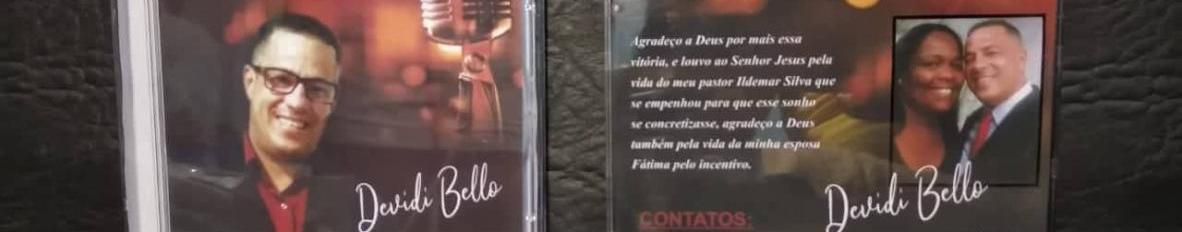 Devidi Bello
Agradeço a Deus por mais essa
vitória, e louvo ao Senhor Jesus pela
vida do meu pastor Ildemar Silva que
se empenhou para que esse sonho
se concretizasse, agradeço a Deus
também pela vida da minha esposa
Fátima pelo incentivo.
Devidi Bello
CONTATOS: